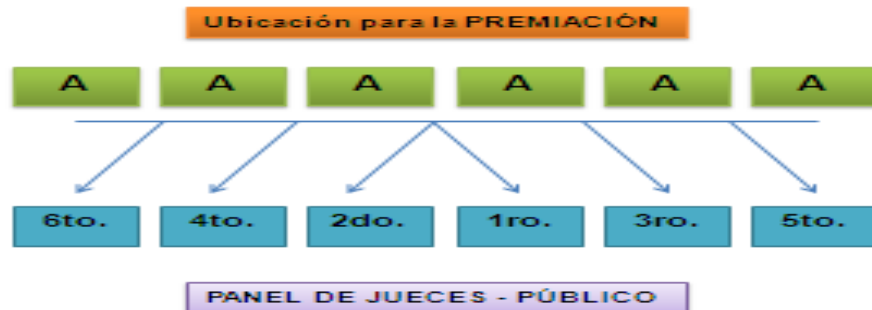 Ubicación para la PREMIACIÓN
A A A A A A
6to. 4to. 2do. 1ro. 3ro. 5to.
PANEL DE JUECES - PÚBLICO